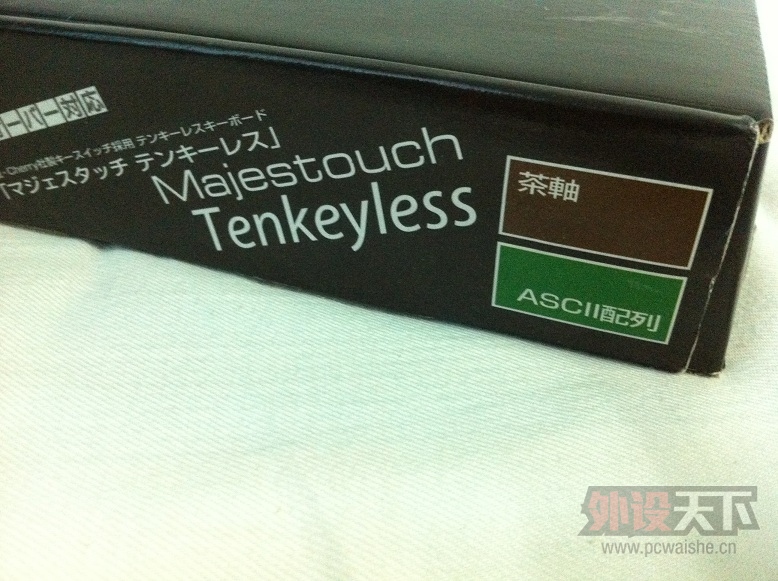 ーバー対応
Cherry社製キースイッチ採用 テンキーレスキーボード
「マジェスタッチ テンキーレス」
Majestouch
Tenkeyless
茶軸
ASCII配列
外设天下
www.pcwaishe.cn